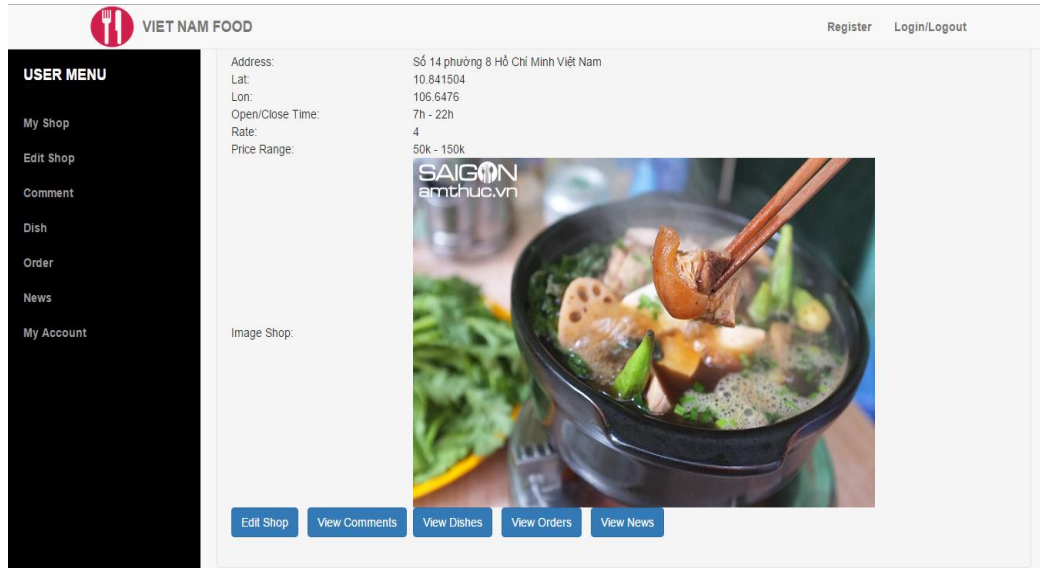 VIET NAM FOOD
Register Login/Logout
USER MENU
My Shop
Edit Shop
Comment
Dish
Order
News
My Account
Address: Số 14 phường 8 Hồ Chí Minh Việt Nam
Lat: 10.841504
Lon: 106.6476
Open/Close Time: 7h - 22h
Rate: 4
Price Range: 50k - 150k
Image Shop:
SAIGON
amthuc.vn
Edit Shop View Comments View Dishes View Orders View News